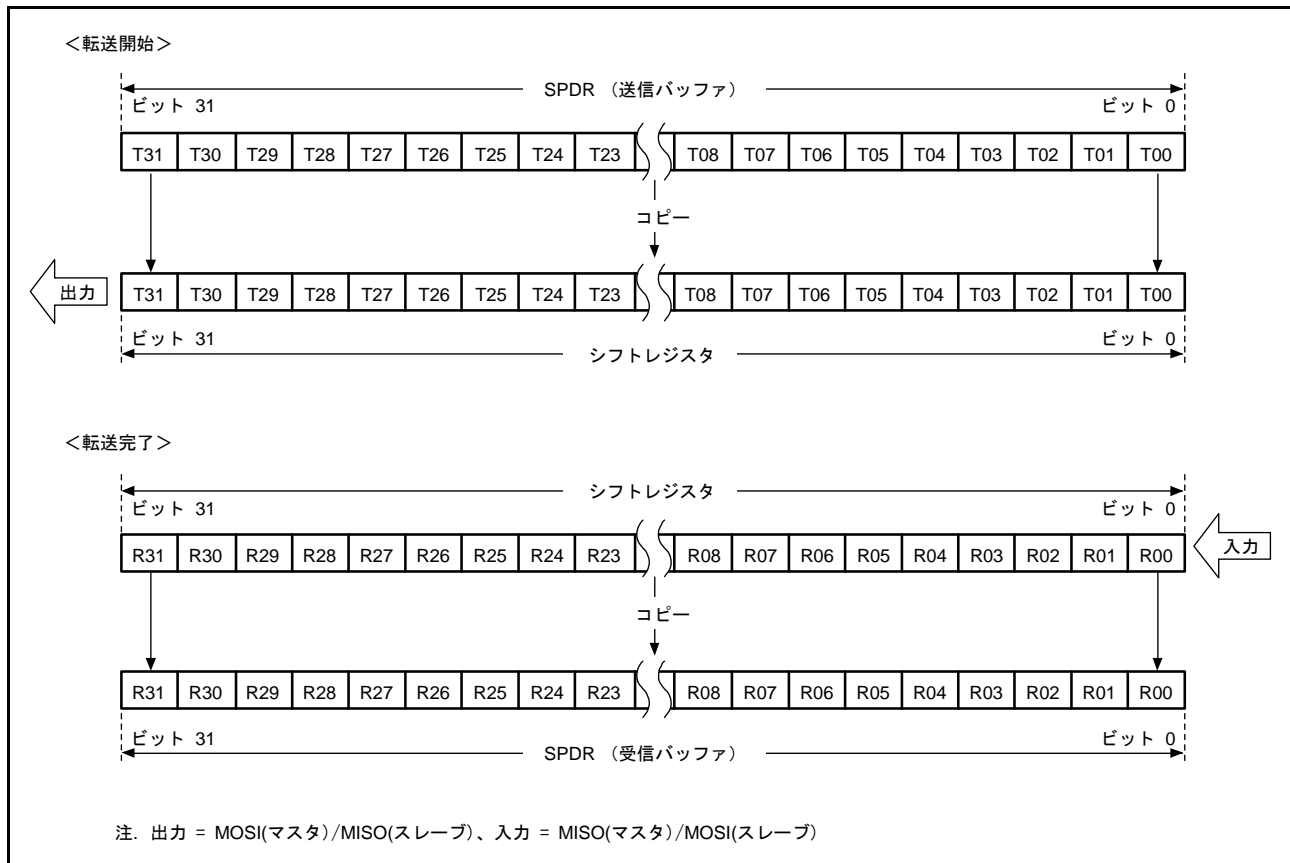 ＜転送開始＞
SPDR （送信バッファ）
ビット 31 ビット 0
T31 T30 T29 T28 T27 T26 T25 T24 T23 T08 T07 T06 T05 T04 T03 T02 T01 T00
コピー
出力 T31 T30 T29 T28 T27 T26 T25 T24 T23 T08 T07 T06 T05 T04 T03 T02 T01 T00
ビット 31 ビット 0
シフトレジスタ
＜転送完了＞
シフトレジスタ
ビット 31 ビット 0
R31 R30 R29 R28 R27 R26 R25 R24 R23 R08 R07 R06 R05 R04 R03 R02 R01 R00 入力
コピー
R31 R30 R29 R28 R27 R26 R25 R24 R23 R08 R07 R06 R05 R04 R03 R02 R01 R00
ビット 31 ビット 0
SPDR （受信バッファ）
注. 出力 = MOSI(マスタ)/MISO(スレーブ)、入力 = MISO(マスタ)/MOSI(スレーブ)